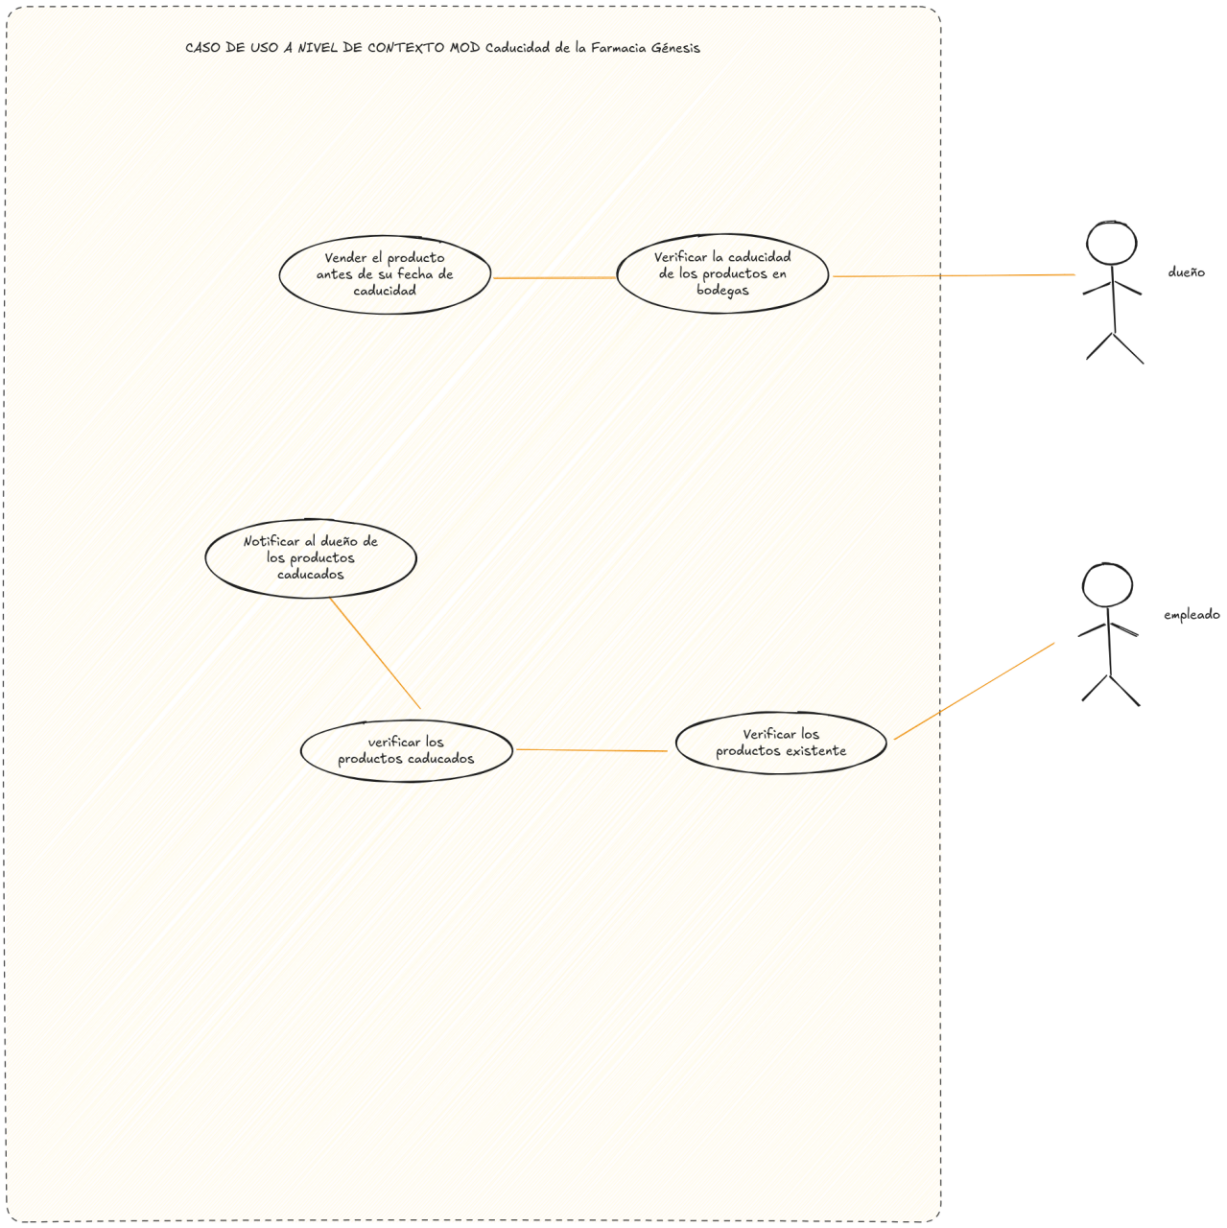 CASO DE USO A NIVEL DE CONTEXTO MOD Caducidad de la Farmacia Génesis
Vender el producto
antes de su fecha de
caducidad
Verificar la caducidad
de los productos en
bodegas
dueño
Notificar al dueño de
los productos
caducados
empleado
verificar los
productos caducados
Verificar los
productos existente